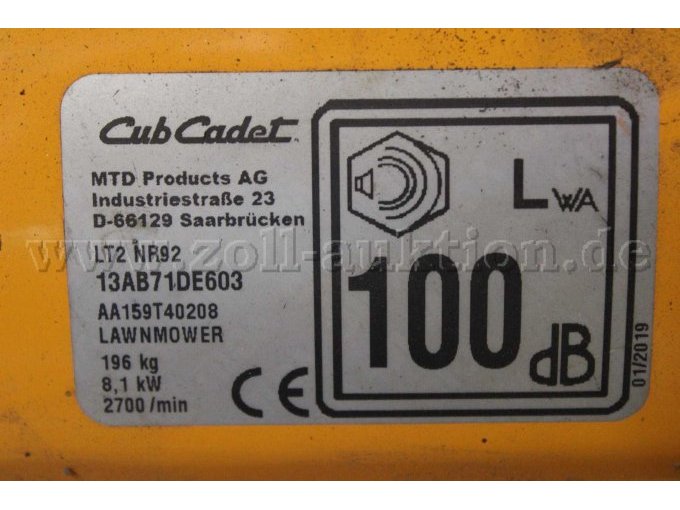 Cub Cadet
MTD Products AG
Industriestraße 23
D-66129 Saarbrücken
LT2 NR92
13AB71DE603
AA159T40208
LAWNMOWER
196 kg
8,1 kW
2700 /min
CE
LWA
100
dB
01/2019
www.zoll-auktion.de